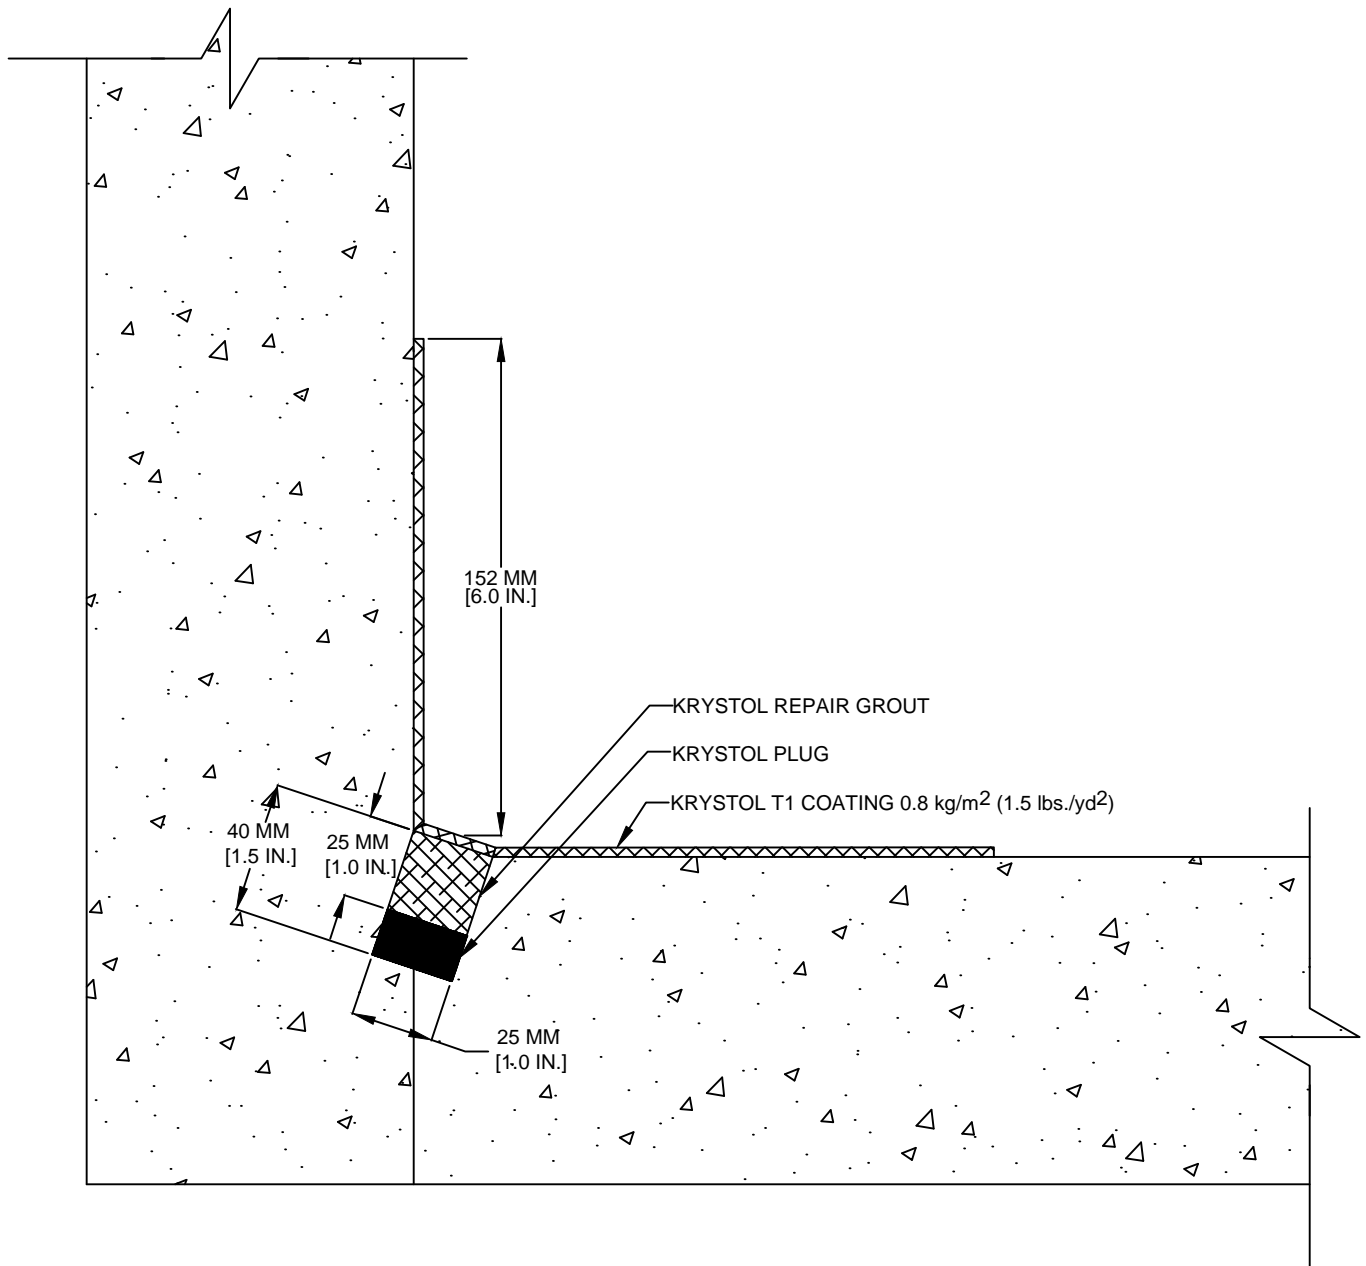 152 MM
[6.0 IN.]
KRYSTOL REPAIR GROUT
KRYSTOL PLUG
KRYSTOL T1 COATING 0.8 kg/m² (1.5 lbs./yd²)
40 MM
[1.5 IN.]
25 MM
[1.0 IN.]
25 MM
[1.0 IN.]